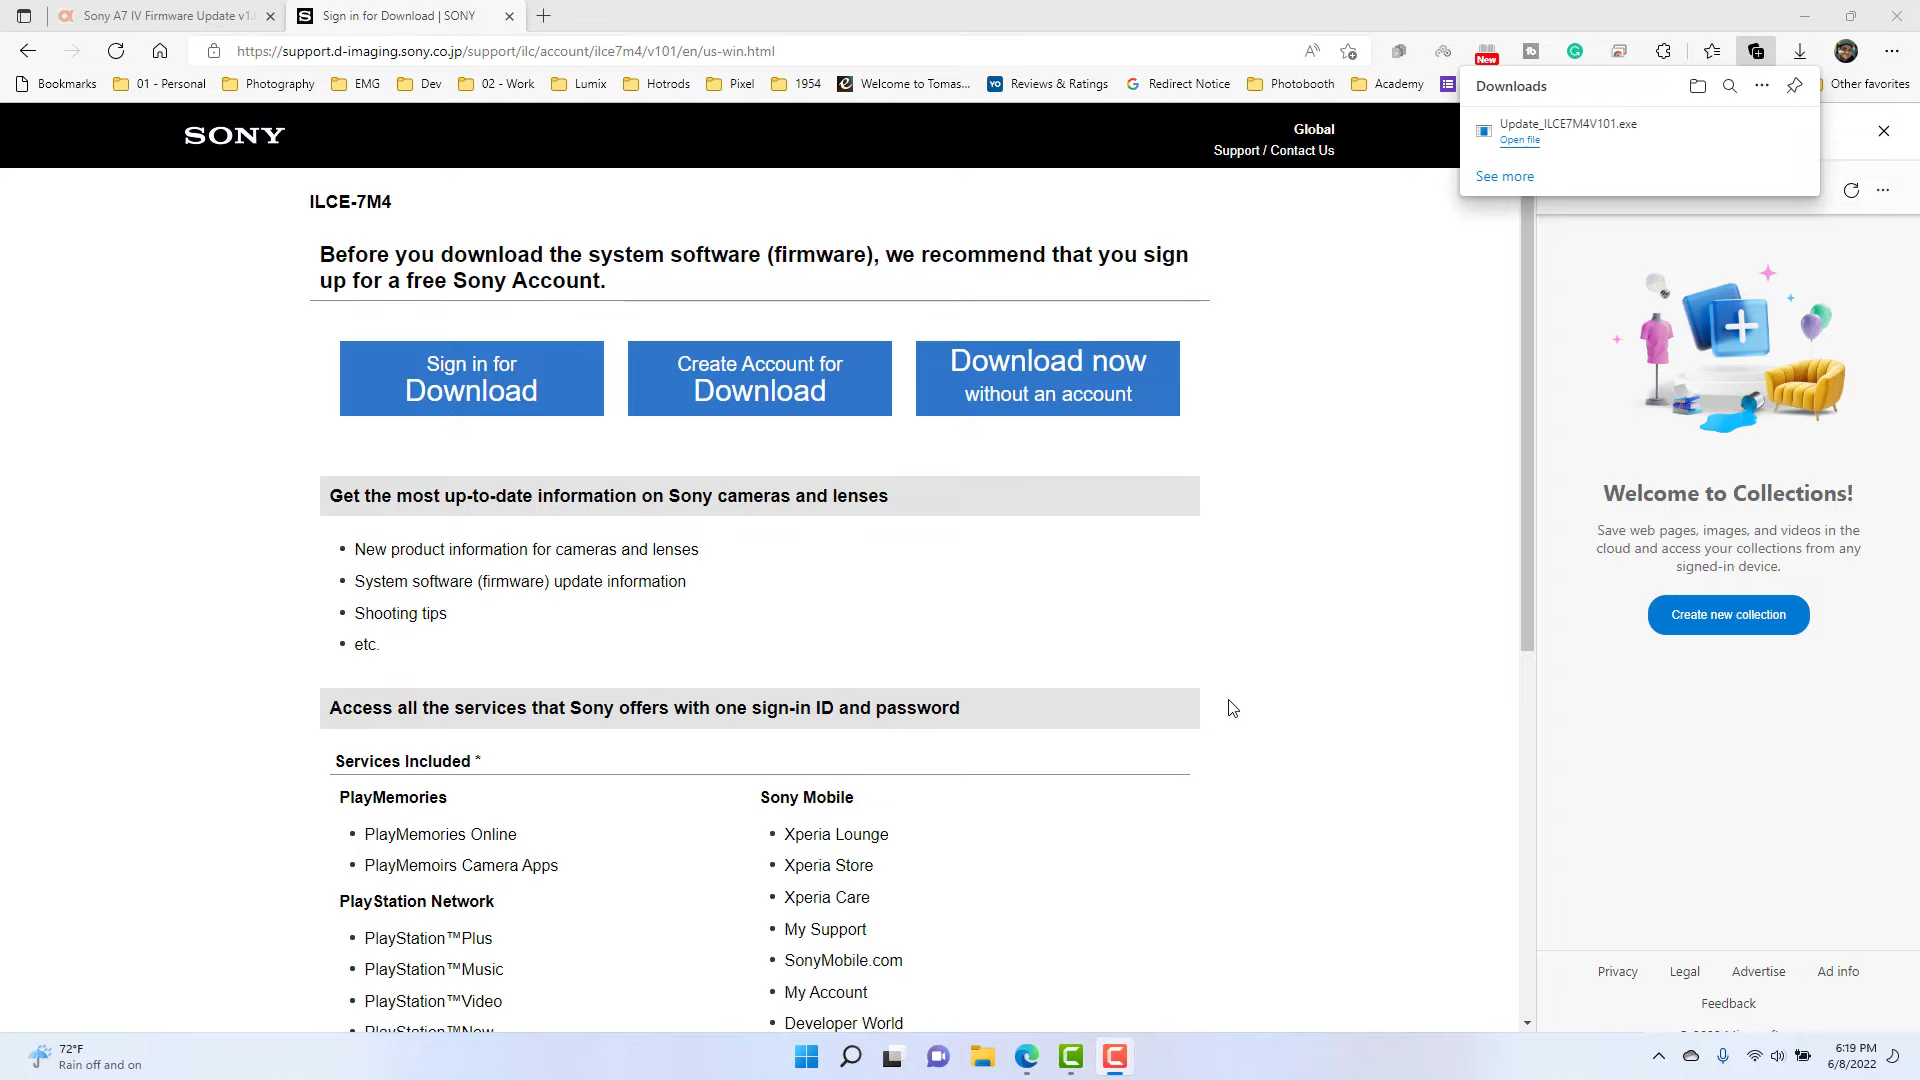 Sony A7 IV Firmware Update v1.
Sign in for Download | SONY
https://support.d-imaging.sony.co.jp/support/ilc/account/ilce7m4/v101/en/us-win.html
New
Bookmarks
01 - Personal
Photography
EMG
Dev
02 - Work
Lumix
Hotrods
Pixel
1954
Welcome to Tomas...
YO
Reviews & Ratings
Redirect Notice
Photobooth
Academy
Other favorites
Downloads
Update_ILCE7M4V101.exe
Open file
See more
SONY
Global
Support / Contact Us
ILCE-7M4
Before you download the system software (firmware), we recommend that you sign
up for a free Sony Account.
Sign in for
Download
Create Account for
Download
Download now
without an account
Get the most up-to-date information on Sony cameras and lenses
• New product information for cameras and lenses
• System software (firmware) update information
• Shooting tips
• etc.
Access all the services that Sony offers with one sign-in ID and password
Services Included *
PlayMemories
• PlayMemories Online
• PlayMemoirs Camera Apps
PlayStation Network
• PlayStation™Plus
• PlayStation™Music
• PlayStation™Video
• PlayStation™Now
Sony Mobile
• Xperia Lounge
• Xperia Store
• Xperia Care
• My Support
• SonyMobile.com
• My Account
• Developer World
Welcome to Collections!
Save web pages, images, and videos in the
cloud and access your collections from any
signed-in device.
Create new collection
Privacy
Legal
Advertise
Ad info
Feedback
72°F
Rain off and on
6:19 PM
6/8/2022